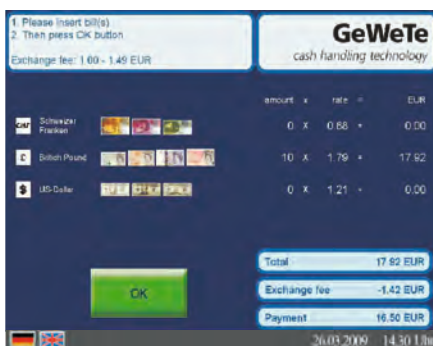 1. Please insert bill(s)
2. Then press OK button
Exchange fee: 1.00 - 1.49 EUR
GeWeTe
cash handling technology
amount x rate = EUR
CHF Schweizer Franken 0 X 0.68 = 0.00
£ British Pound 10 X 1.79 = 17.92
$ US-Dollar 0 X 1.21 = 0.00
Total 17.92 EUR
OK
Exchange fee -1.42 EUR
Payment 16.50 EUR
26.03.2009 14.30 Uhr